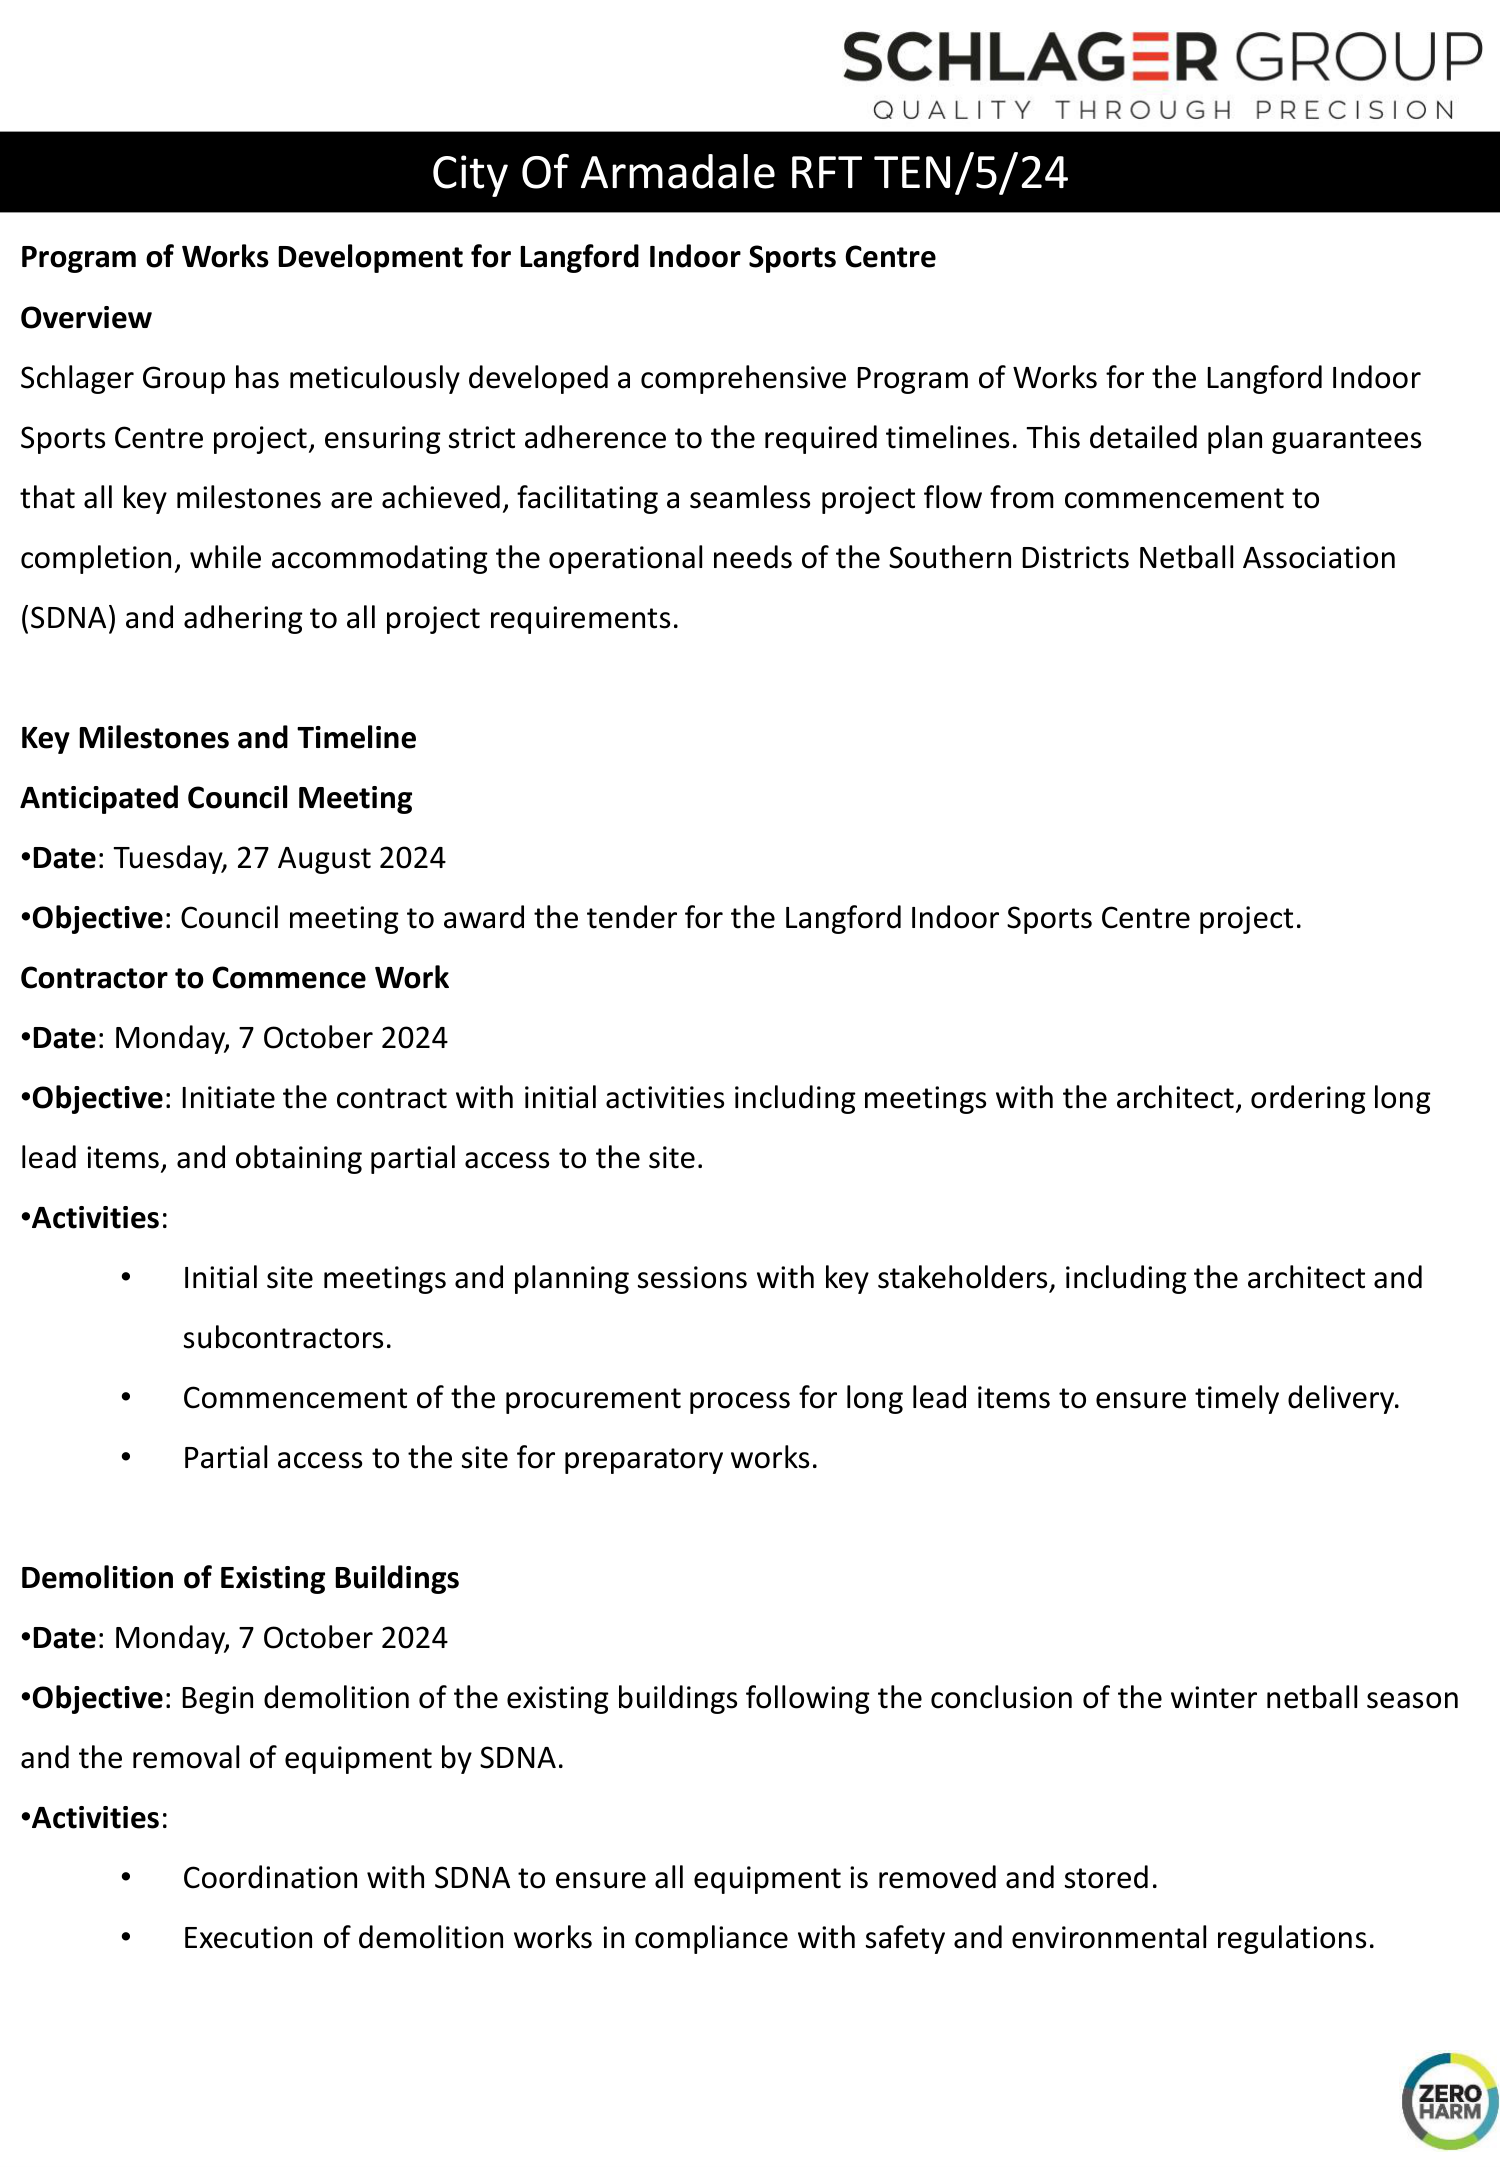 SCHLAGER GROUP
QUALITY THROUGH PRECISION
City Of Armadale RFT TEN/5/24
Program of Works Development for Langford Indoor Sports Centre
Overview
Schlager Group has meticulously developed a comprehensive Program of Works for the Langford Indoor
Sports Centre project, ensuring strict adherence to the required timelines. This detailed plan guarantees
that all key milestones are achieved, facilitating a seamless project flow from commencement to
completion, while accommodating the operational needs of the Southern Districts Netball Association
(SDNA) and adhering to all project requirements.
Key Milestones and Timeline
Anticipated Council Meeting
•Date: Tuesday, 27 August 2024
•Objective: Council meeting to award the tender for the Langford Indoor Sports Centre project.
Contractor to Commence Work
•Date: Monday, 7 October 2024
•Objective: Initiate the contract with initial activities including meetings with the architect, ordering long
lead items, and obtaining partial access to the site.
•Activities:
• Initial site meetings and planning sessions with key stakeholders, including the architect and
subcontractors.
• Commencement of the procurement process for long lead items to ensure timely delivery.
• Partial access to the site for preparatory works.
Demolition of Existing Buildings
•Date: Monday, 7 October 2024
•Objective: Begin demolition of the existing buildings following the conclusion of the winter netball season
and the removal of equipment by SDNA.
•Activities:
• Coordination with SDNA to ensure all equipment is removed and stored.
• Execution of demolition works in compliance with safety and environmental regulations.
ZERO
HARM